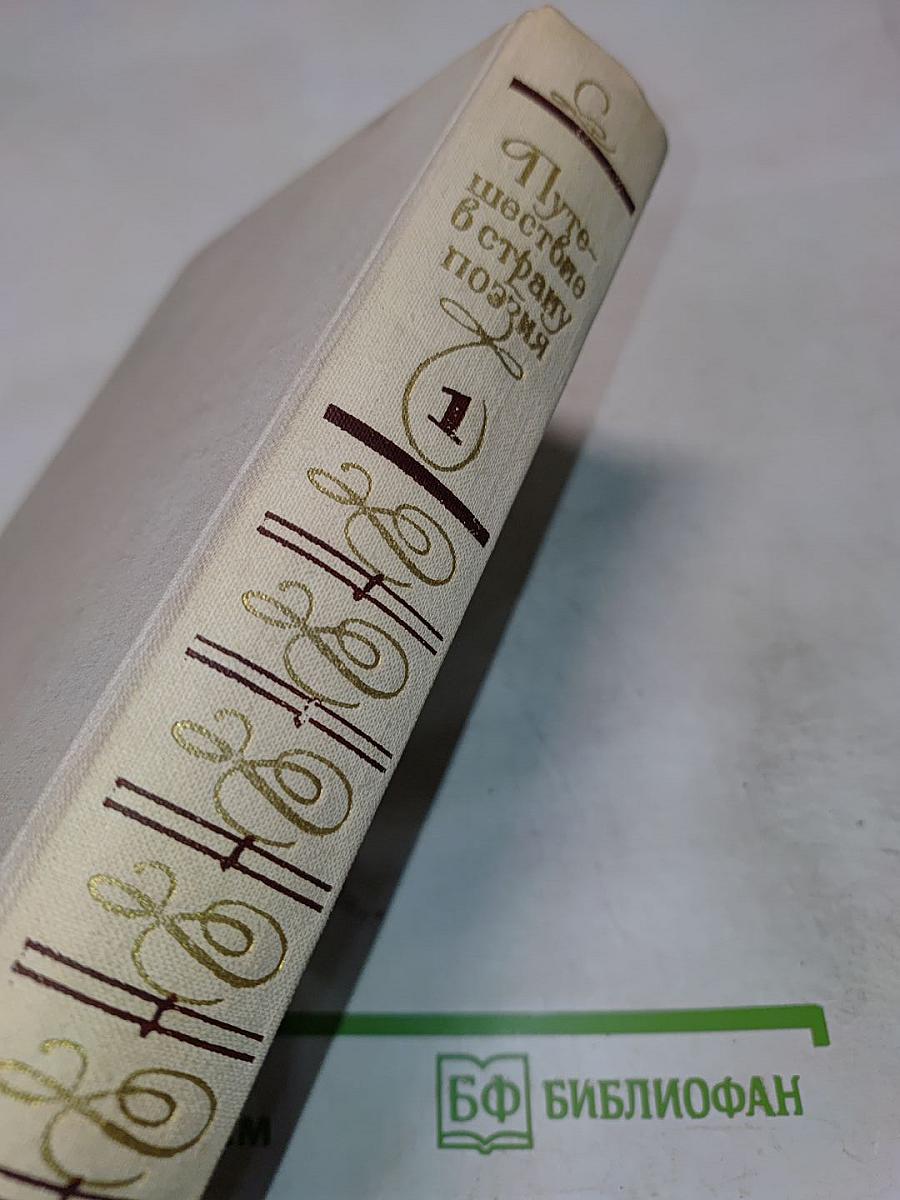 Путе-
шествие
в страну
поэзия
1
БФ БИБЛИОФАН